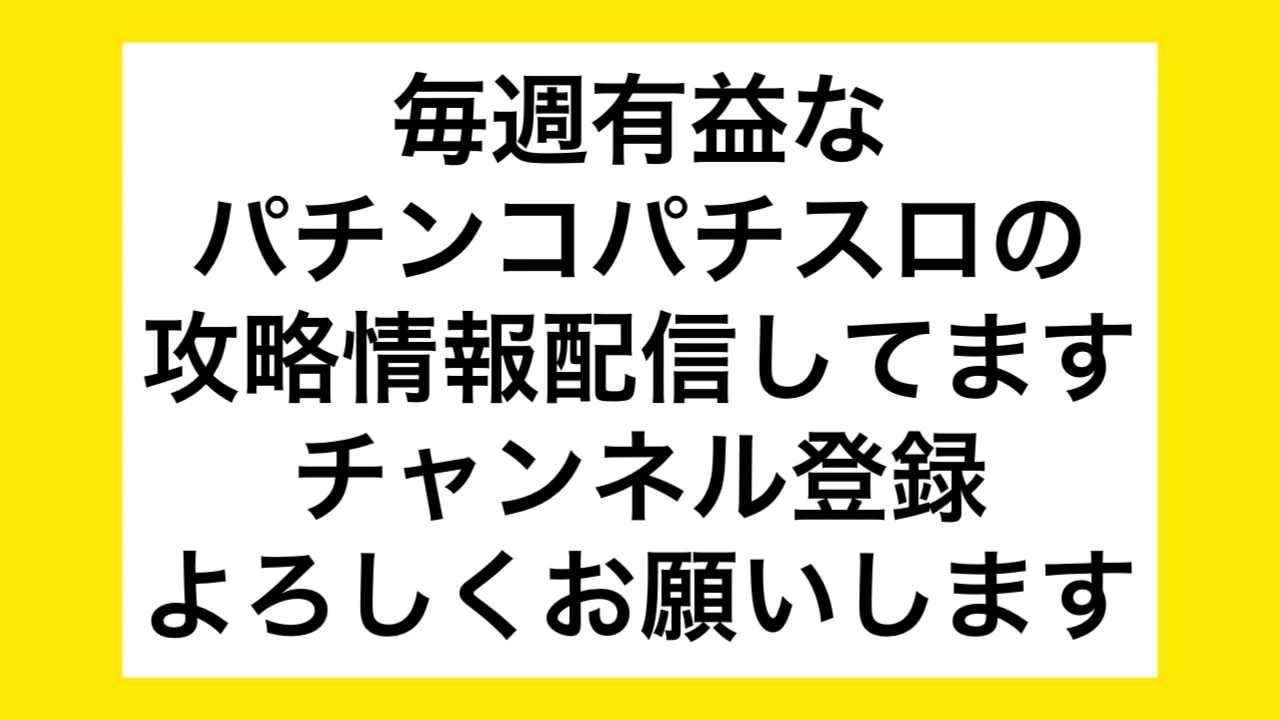 毎週有益な
パチンコパチスロの
攻略情報配信してます
チャンネル登録
よろしくお願いします